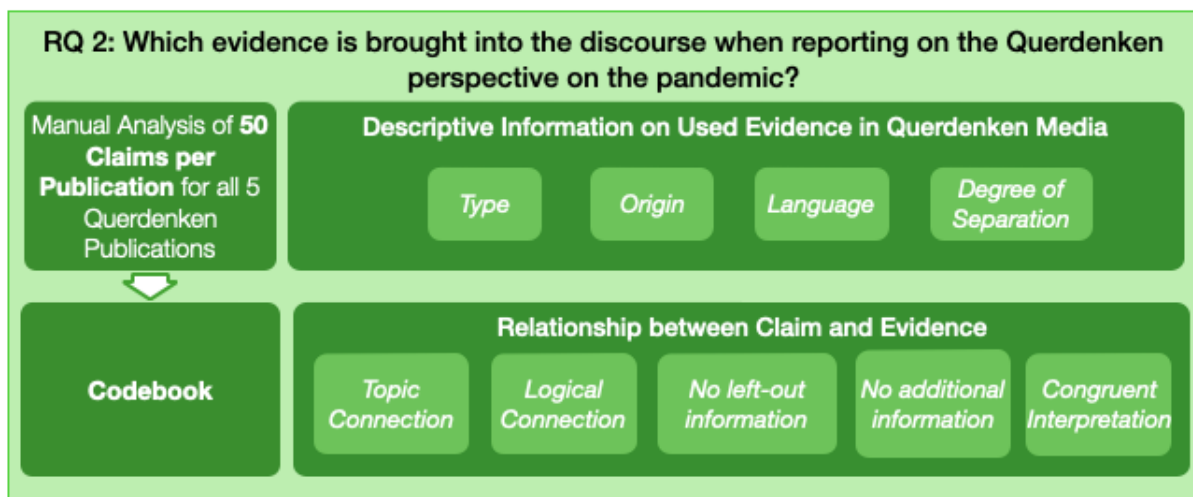 RQ 2: Which evidence is brought into the discourse when reporting on the Querdenken
perspective on the pandemic?
Manual Analysis of 50
Claims per
Publication for all 5
Querdenken
Publications
Descriptive Information on Used Evidence in Querdenken Media
Type
Origin
Language
Degree of
Separation
Codebook
Relationship between Claim and Evidence
Topic
Connection
Logical
Connection
No left-out
information
No additional
information
Congruent
Interpretation